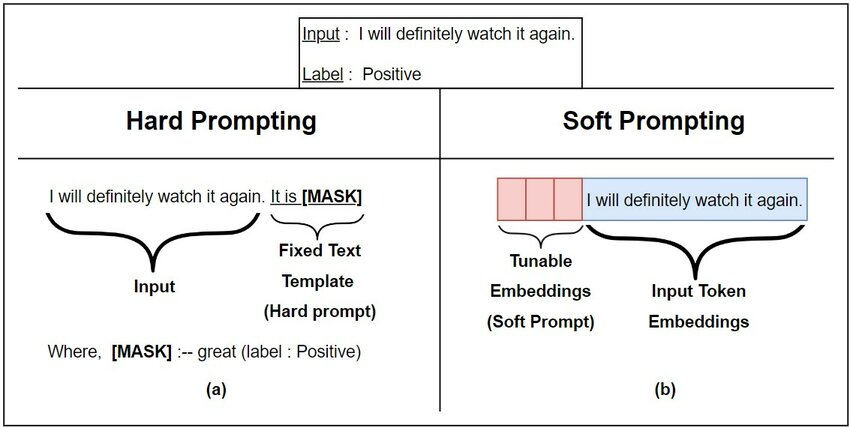 Input : I will definitely watch it again.
Label : Positive
Hard Prompting
Soft Prompting
I will definitely watch it again. It is [MASK]
Input
Fixed Text
Template
(Hard prompt)
Where, [MASK] :-- great (label : Positive)
(a)
I will definitely watch it again.
Tunable
Embeddings
(Soft Prompt)
Input Token
Embeddings
(b)